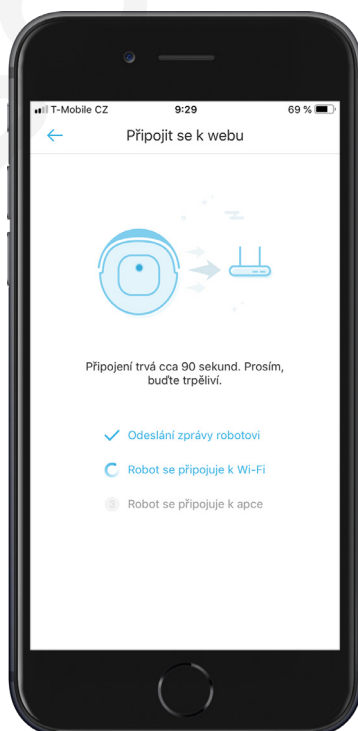 T-Mobile CZ 9:29 69 %
Připojit se k webu
Připojení trvá cca 90 sekund. Prosím,
buďte trpěliví.
Odeslání zprávy robotovi
Robot se připojuje k Wi-Fi
3 Robot se připojuje k apce